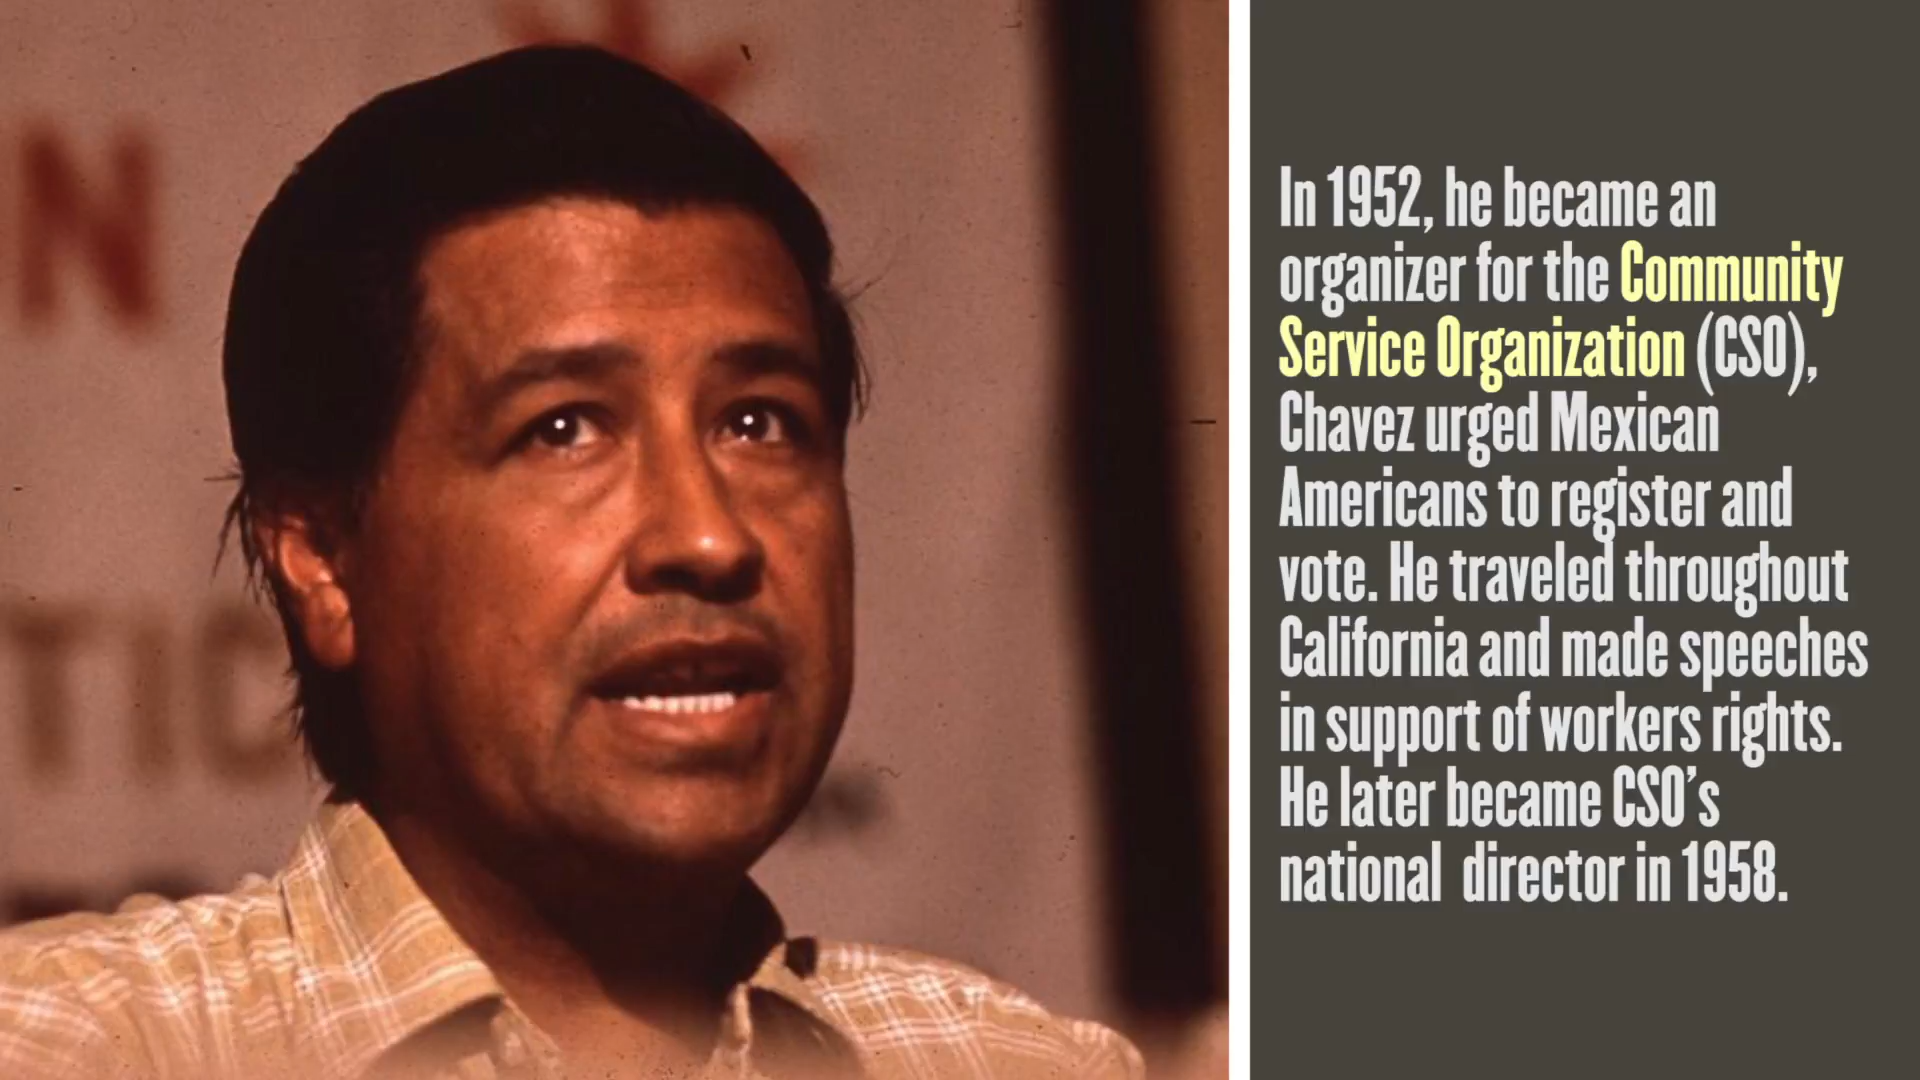 N
TIO
In 1952, he became an
organizer for the Community
Service Organization (CSO),
Chavez urged Mexican
Americans to register and
vote. He traveled throughout
California and made speeches
in support of workers rights.
He later became CSO’s
national  director in 1958.